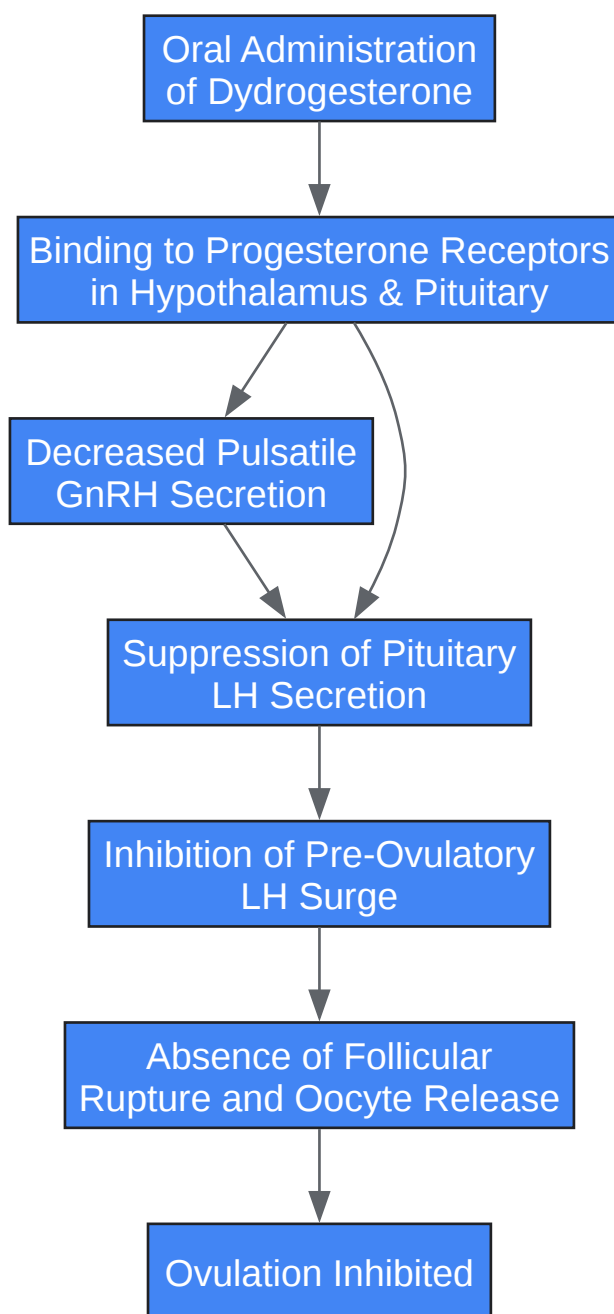 Oral Administration
of Dydrogesterone
Binding to Progesterone Receptors
in Hypothalamus & Pituitary
Decreased Pulsatile
GnRH Secretion
Suppression of Pituitary
LH Secretion
Inhibition of Pre-Ovulatory
LH Surge
Absence of Follicular
Rupture and Oocyte Release
Ovulation Inhibited